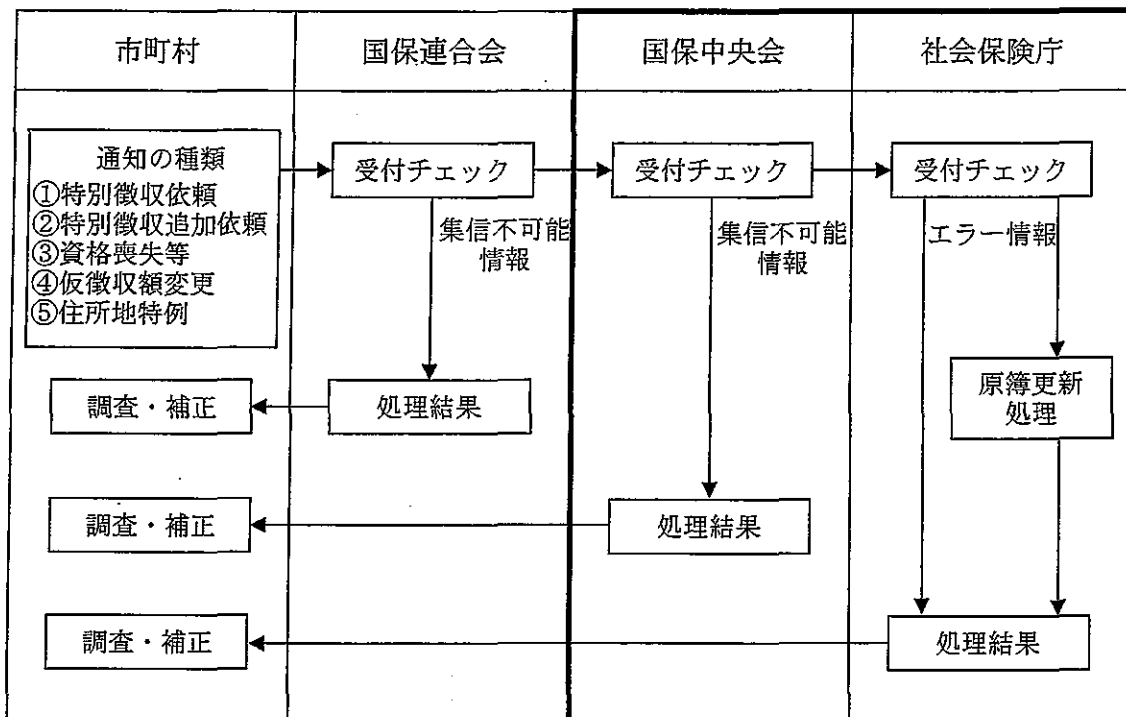 市町村
国保連合会
国保中央会
社会保険庁
通知の種類
①特別徴収依頼
②特別徴収追加依頼
③資格喪失等
④仮徴収額変更
⑤住所地特例
受付チェック
受付チェック
受付チェック
集信不可能
情報
集信不可能
情報
エラー情報
原簿更新
処理
調査・補正
処理結果
調査・補正
処理結果
調査・補正
処理結果